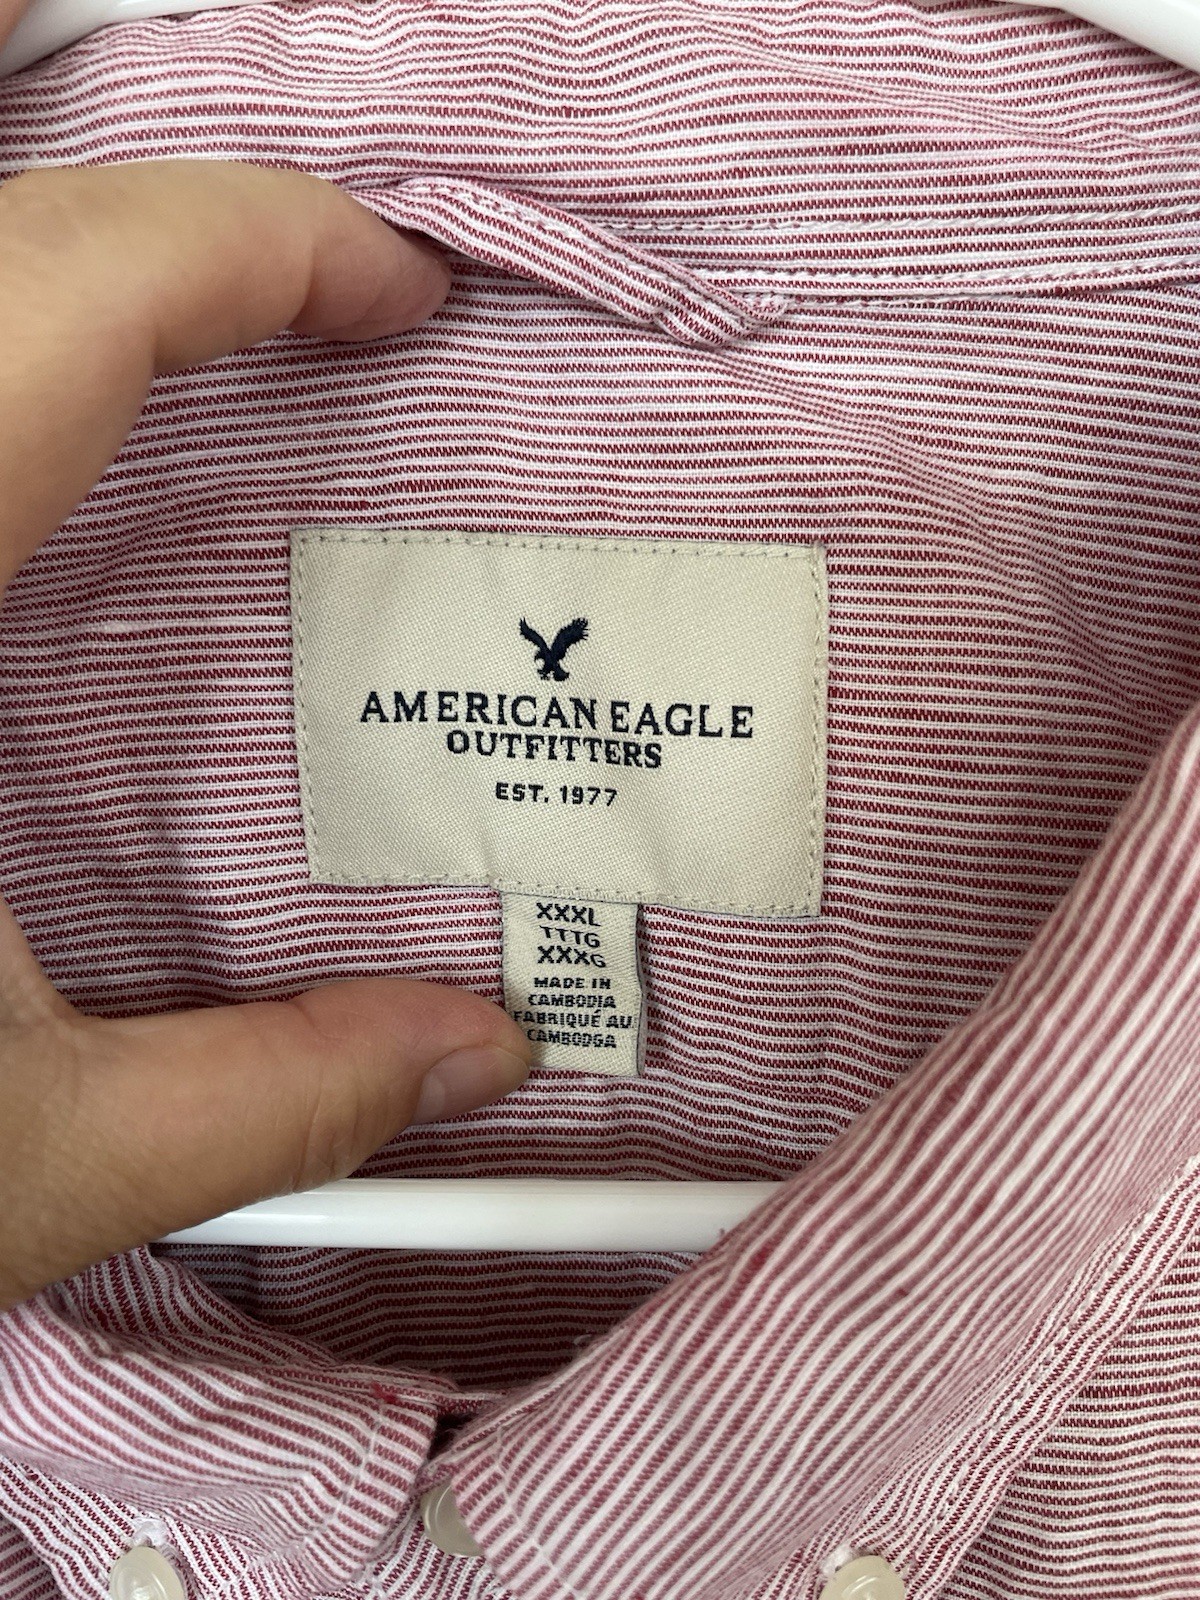 AMERICAN EAGLE
OUTFITTERS
EST. 1977
XXXL
TTTG
XXXG
MADE IN
CAMBODIA
FABRIQUÉ AU
CAMBODGA